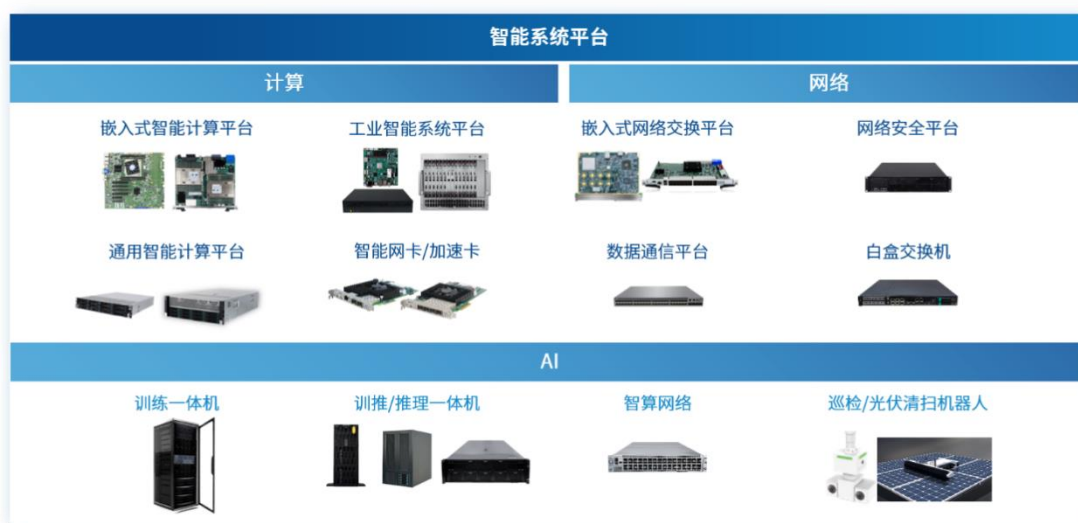 智能系统平台
计算
网络
嵌入式智能计算平台
工业智能系统平台
嵌入式网络交换平台
网络安全平台
通用智能计算平台
智能网卡/加速卡
数据通信平台
白盒交换机
AI
训练一体机
训推/推理一体机
智算网络
巡检/光伏清扫机器人